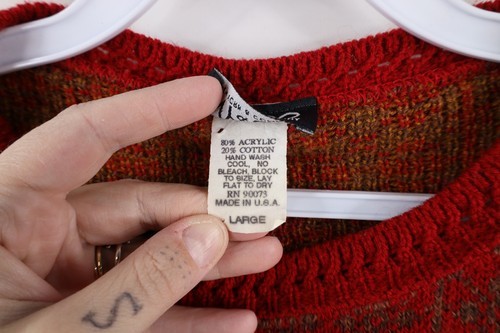 80% ACRYLIC
20% COTTON
HAND WASH
COOL, NO
BLEACH, BLOCK
TO SIZE, LAY
FLAT TO DRY
RN 90073
MADE IN U.S.A.
LARGE
S